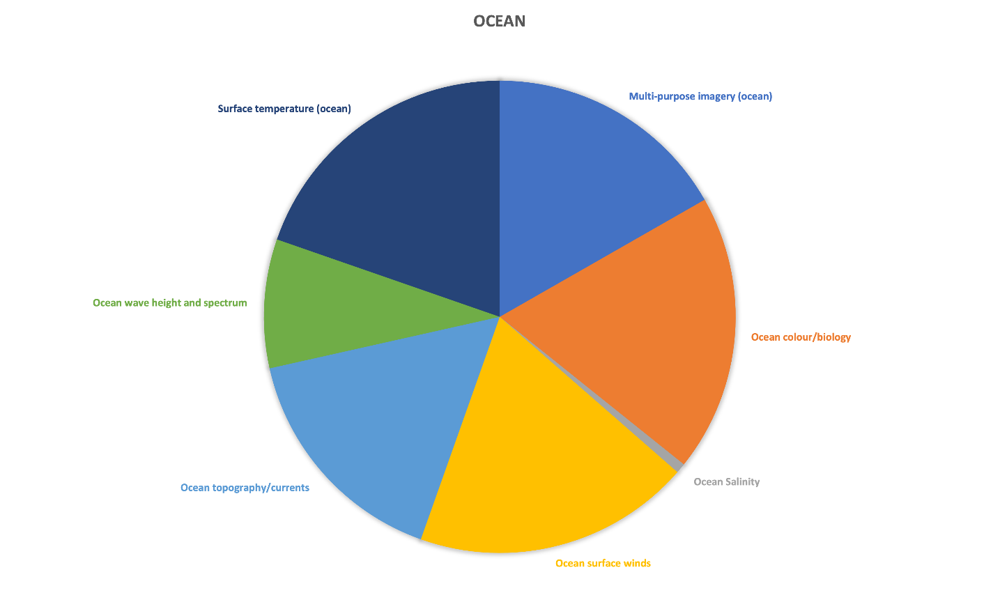 OCEAN
Multi-purpose imagery (ocean)
Surface temperature (ocean)
Ocean wave height and spectrum
Ocean colour/biology
Ocean Salinity
Ocean topography/currents
Ocean surface winds